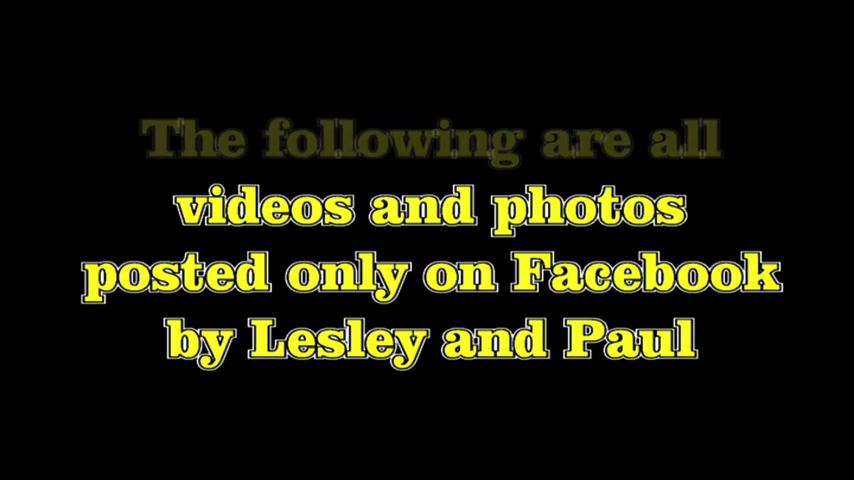 The following are all
videos and photos
posted only on Facebook
by Lesley and Paul